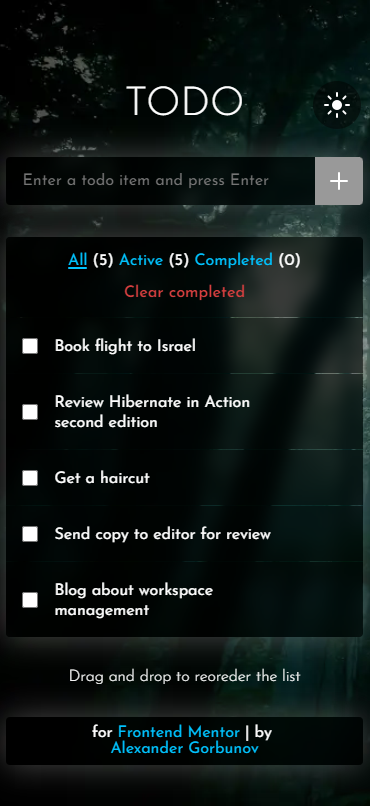 TODO
Enter a todo item and press Enter
All (5) Active (5) Completed (0)
Clear completed
Book flight to Israel
Review Hibernate in Action
second edition
Get a haircut
Send copy to editor for review
Blog about workspace
management
Drag and drop to reoreder the list
for Frontend Mentor | by
Alexander Gorbunov